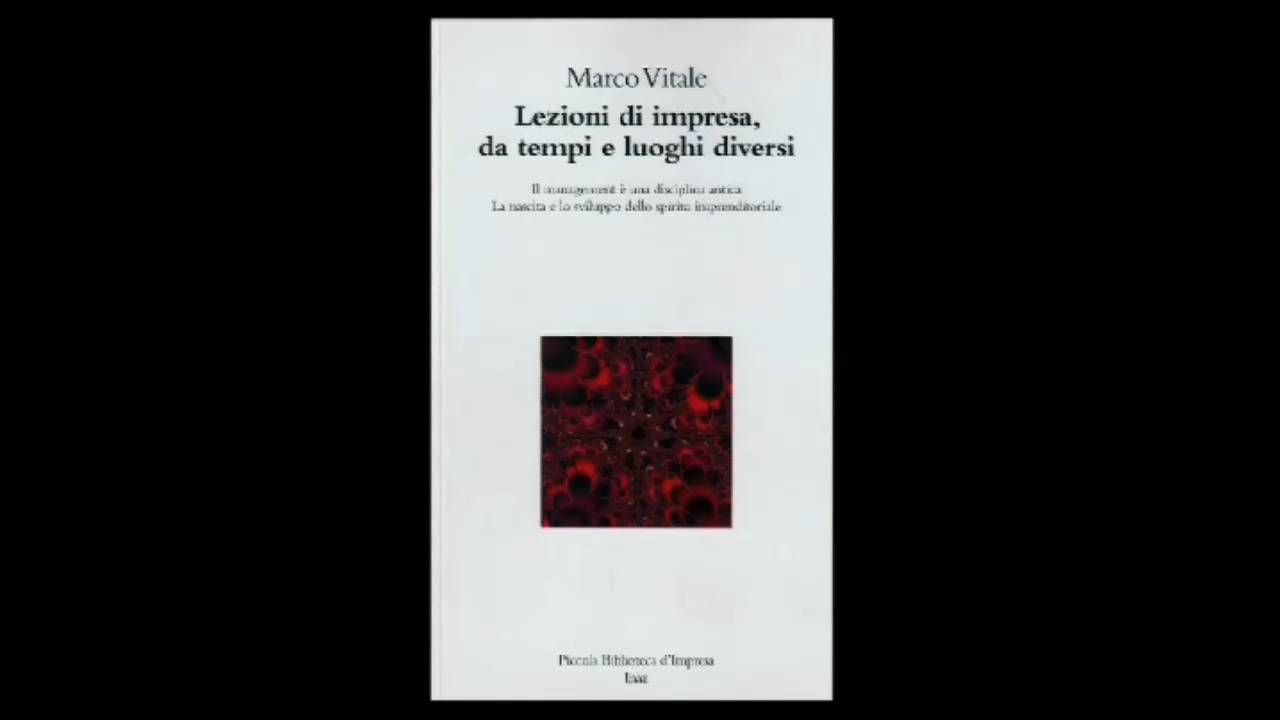 Marco Vitale
Lezioni di impresa,
da tempi e luoghi diversi
Il management è una disciplina antica
La nascita e lo sviluppo dello spirito imprenditoriale
Piccola Biblioteca d'Impresa
Inaz